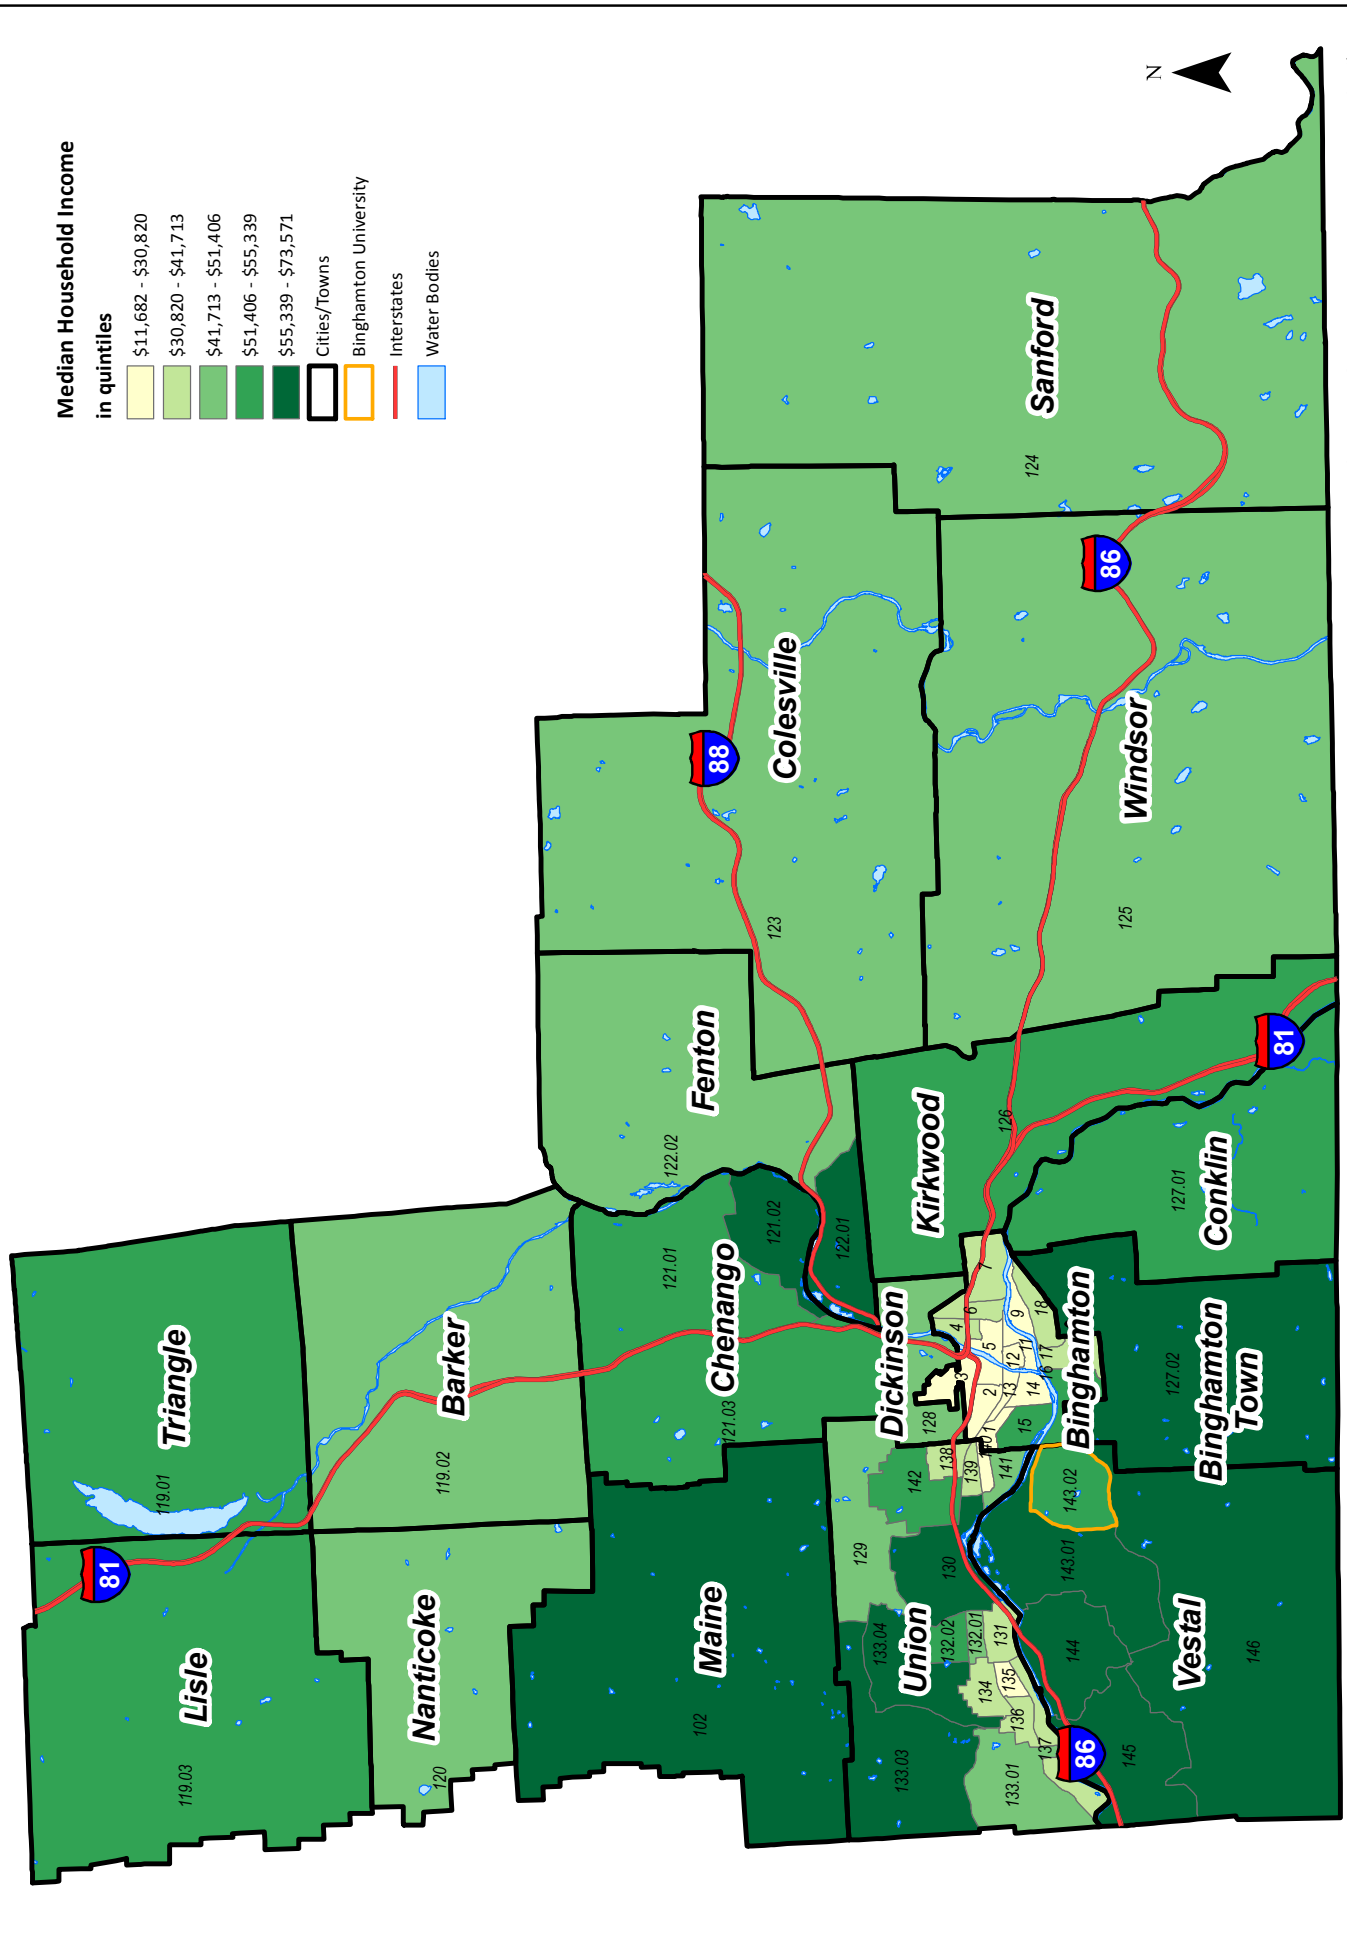 Median Household Income
in quintiles
$11,682 - $30,820
$30,820 - $41,713
$41,713 - $51,406
$51,406 - $55,339
$55,339 - $73,571
Cities/Towns
Binghamton University
Interstates
Water Bodies
N
81
Lisle
119.03
Triangle
119.01
Nanticoke
120
Barker
119.02
Maine
102
Chenango
121.01
121.02
121.03
Fenton
122.02
122.01
88
Colesville
123
Sanford
124
86
Windsor
125
Kirkwood
126
81
Conklin
127.01
Dickinson
128
Binghamton
1
2
3
4
5
6
7
9
11
12
13
14
15
16
17
18
Binghamton
Town
127.02
Union
129
130
131
132.01
132.02
133.01
133.03
133.04
134
135
136
137
138
139
140
141
142
Vestal
143.01
143.02
144
145
146
86